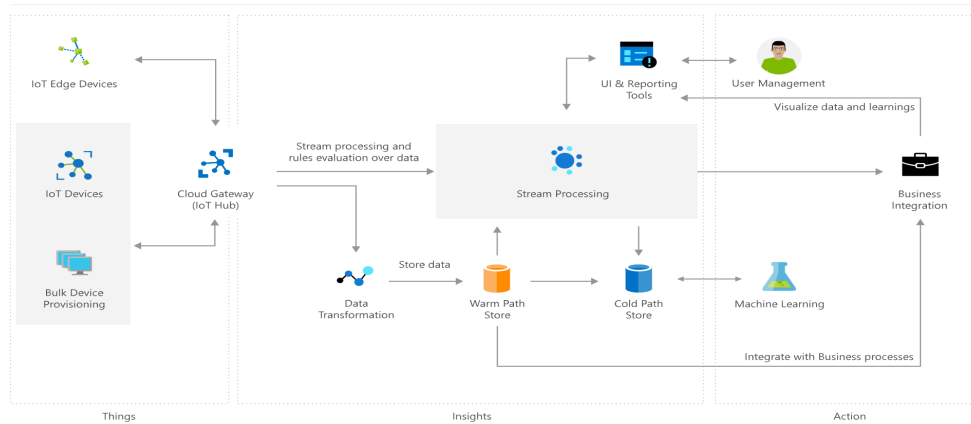 IoT Edge Devices
IoT Devices
Bulk Device
Provisioning
Cloud Gateway
(IoT Hub)
Stream processing and
rules evaluation over data
Data
Transformation
Store data
Warm Path
Store
Stream Processing
UI & Reporting
Tools
Cold Path
Store
User Management
Visualize data and learnings
Business
Integration
Machine Learning
Integrate with Business processes
Things
Insights
Action